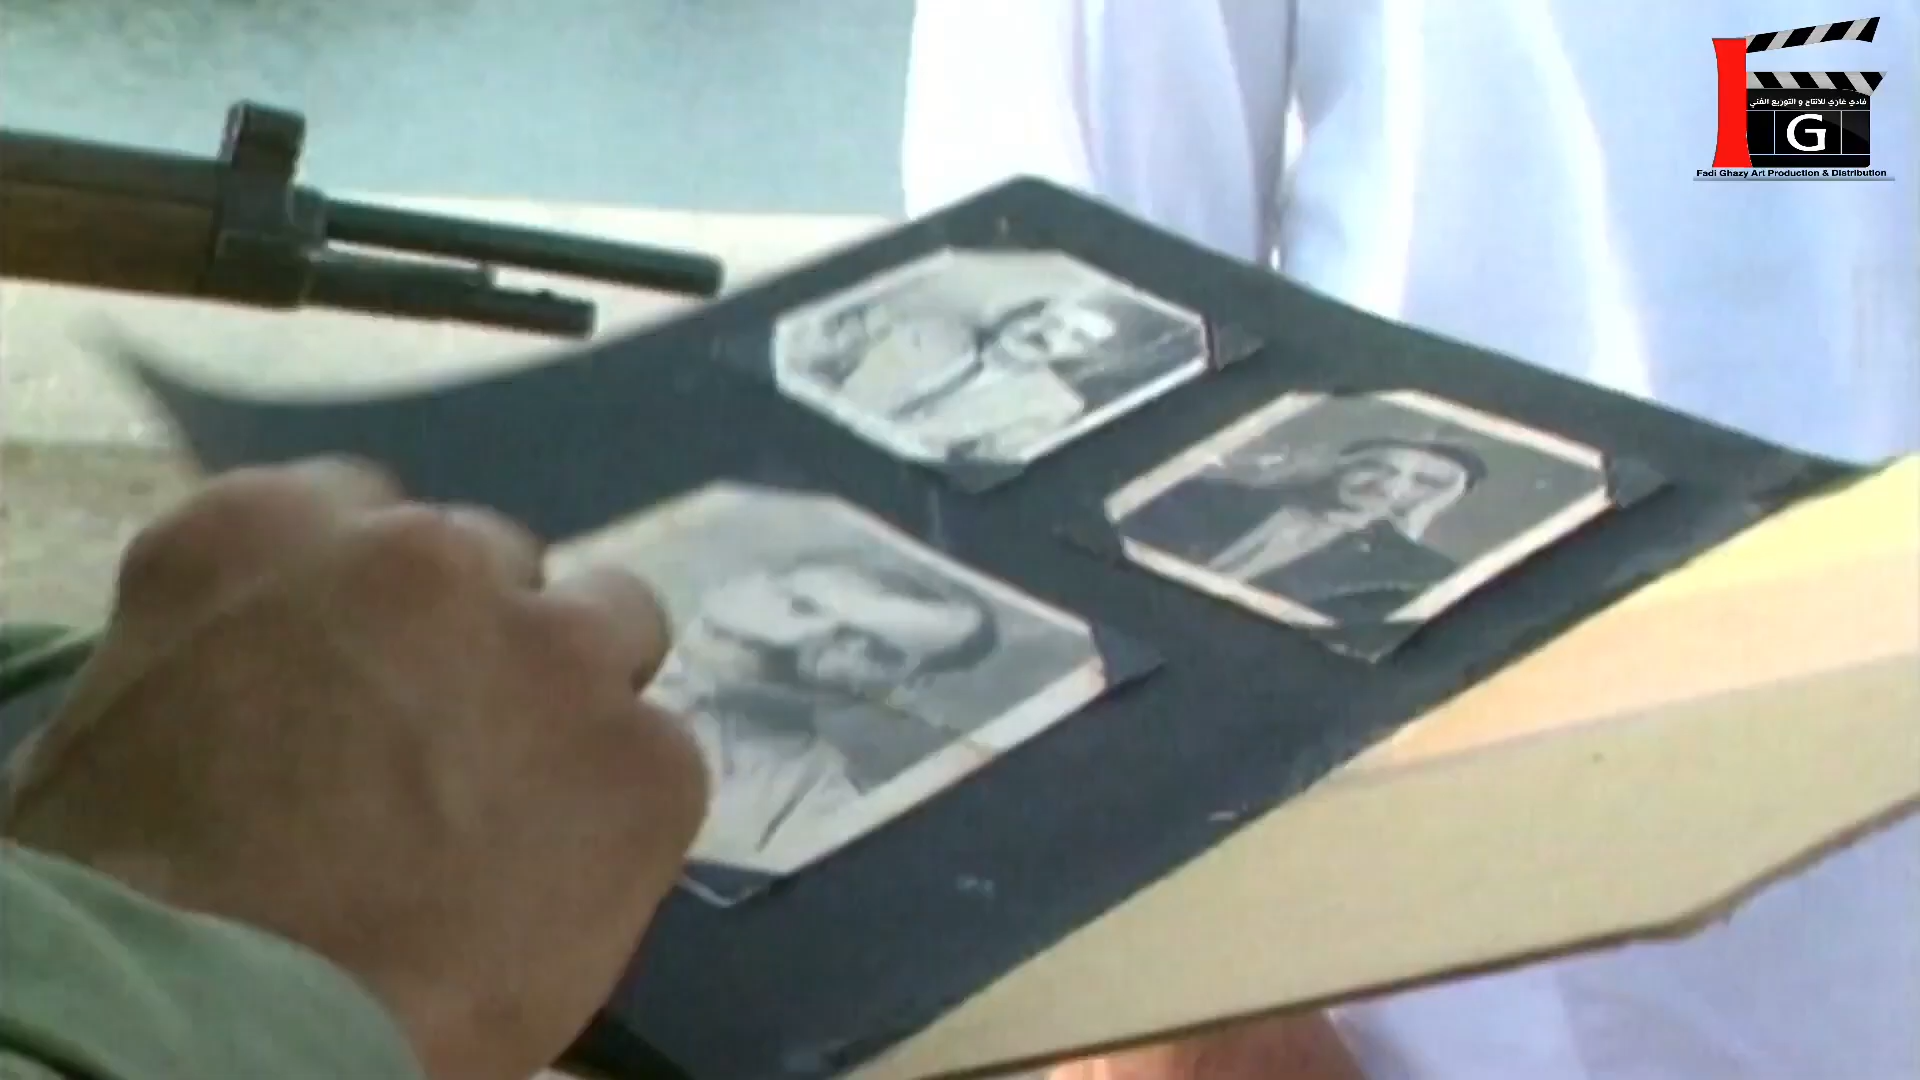 فادي غازي للانتاج و التوزيع الفني
G
Fadi Ghazy Art Production & Distribution